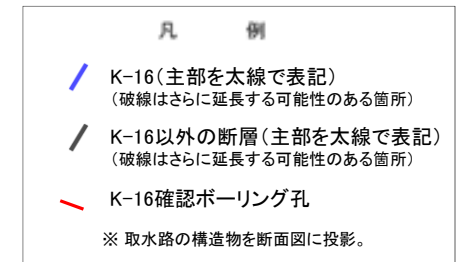 凡 例
K-16(主部を太線で表記)
(破線はさらに延長する可能性のある箇所)
K-16以外の断層(主部を太線で表記)
(破線はさらに延長する可能性のある箇所)
K-16確認ボーリング孔
※ 取水路の構造物を断面図に投影。